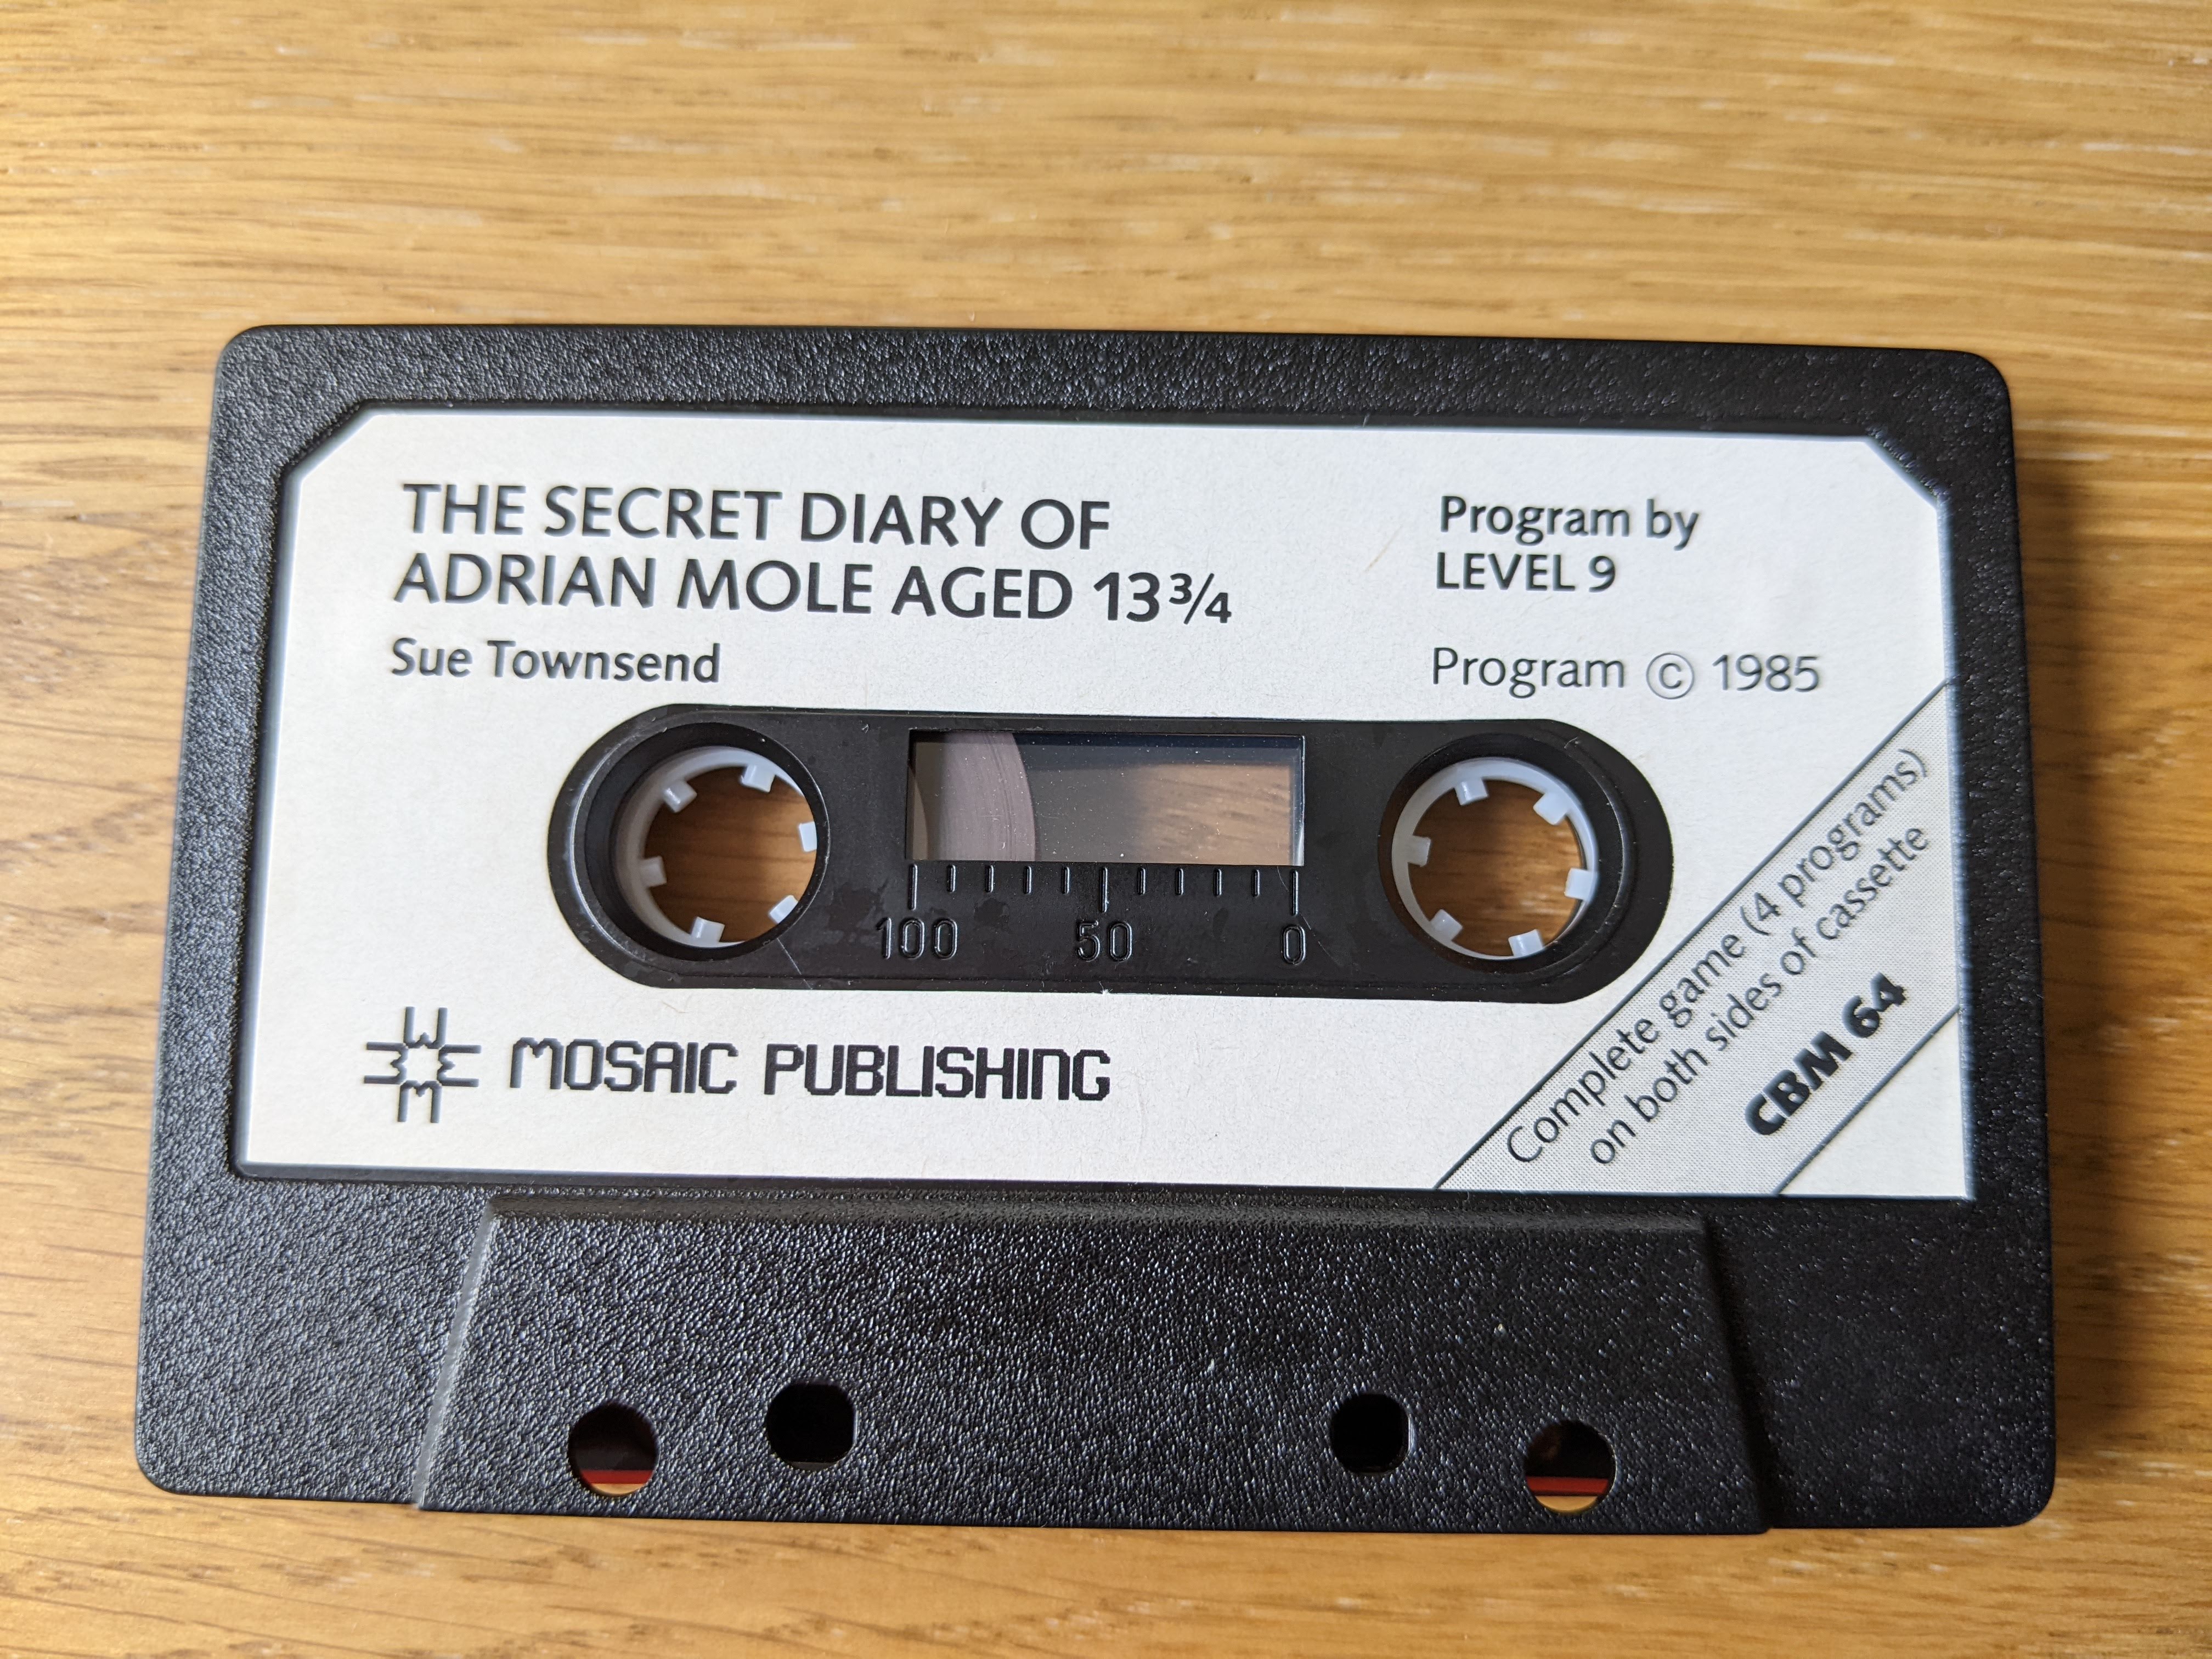 THE SECRET DIARY OF
ADRIAN MOLE AGED 13¾
Sue Townsend
Program by
LEVEL 9
Program © 1985
100 50 0
MOSAIC PUBLISHING
Complete game (4 programs)
on both sides of cassette
CBM 64